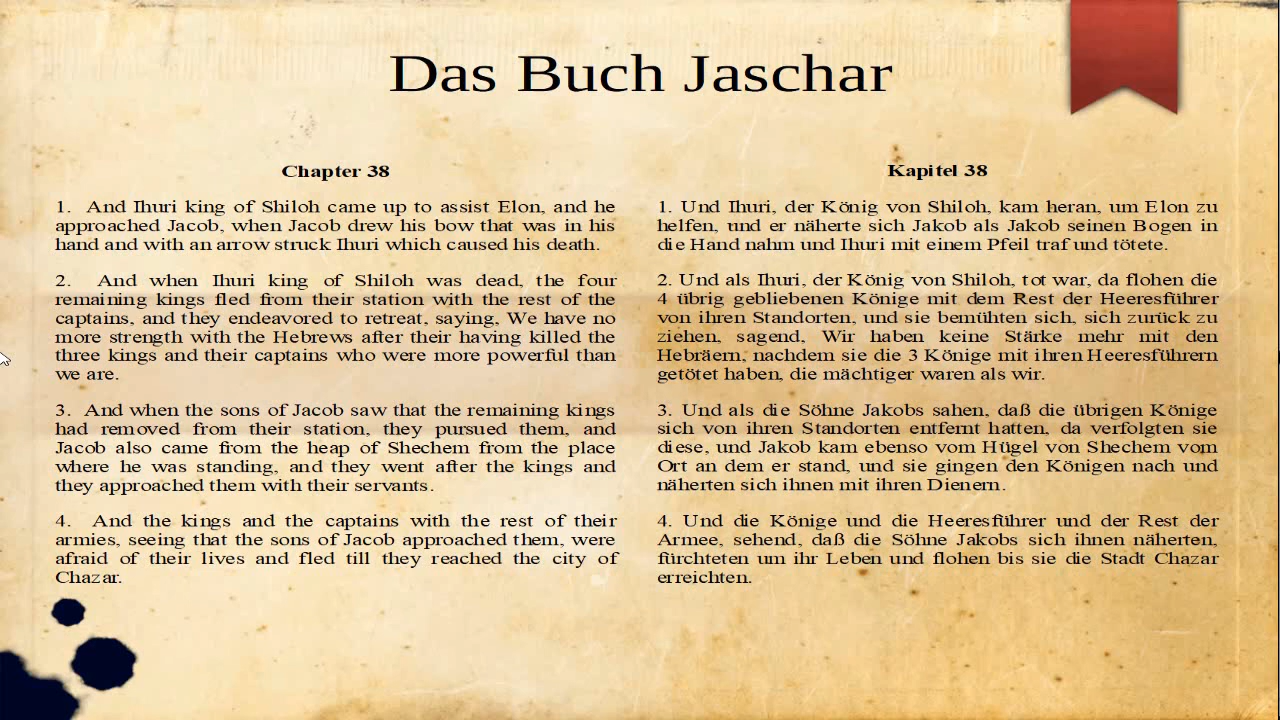 Das Buch Jaschar
Chapter 38
1. And Ihuri king of Shiloh came up to assist Elon, and he
approached Jacob, when Jacob drew his bow that was in his
hand and with an arrow struck Ihuri which caused his death.
2. And when Ihuri king of Shiloh was dead, the four
remaining kings fled from their station with the rest of the
captains, and they endeavored to retreat, saying, We have no
more strength with the Hebrews after their having killed the
three kings and their captains who were more powerful than
we are.
3. And when the sons of Jacob saw that the remaining kings
had removed from their station, they pursued them, and
Jacob also came from the heap of Shechem from the place
where he was standing, and they went after the kings and
they approached them with their servants.
4. And the kings and the captains with the rest of their
armies, seeing that the sons of Jacob approached them, were
afraid of their lives and fled till they reached the city of
Chazar.
Kapitel 38
1. Und Ihuri, der König von Shiloh, kam heran, um Elon zu
helfen, und er näherte sich Jakob als Jakob seinen Bogen in
die Hand nahm und Ihuri mit einem Pfeil traf und tötete.
2. Und als Ihuri, der König von Shiloh, tot war, da flohen die
4 übrig gebliebenen Könige mit dem Rest der Heeresführer
von ihren Standorten, und sie bemühten sich, sich zurück zu
ziehen, sagend, Wir haben keine Stärke mehr mit den
Hebräern, nachdem sie die 3 Könige mit ihren Heeresführern
getötet haben, die mächtiger waren als wir.
3. Und als die Söhne Jakobs sahen, daß die übrigen Könige
sich von ihren Standorten entfernt hatten, da verfolgten sie
diese, und Jakob kam ebenso vom Hügel von Shechem vom
Ort an dem er stand, und sie gingen den Königen nach und
näherten sich ihnen mit ihren Dienern.
4. Und die Könige und die Heeresführer und der Rest der
Armee, sehend, daß die Söhne Jakobs sich ihnen näherten,
fürchteten um ihr Leben und flohen bis sie die Stadt Chazar
erreichten.